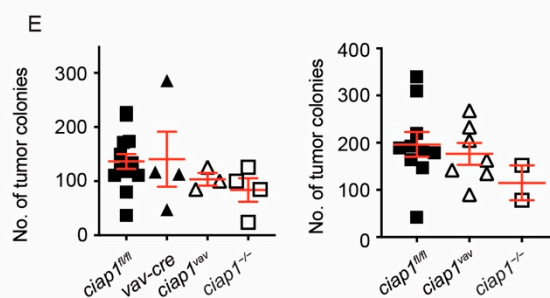 E
No. of tumor colonies
300
200
100
0
ciap1fl/fl
vav-cre
ciap1vav
ciap1−/−
No. of tumor colonies
400
300
200
100
0
ciap1fl/fl
ciap1vav
ciap1−/−